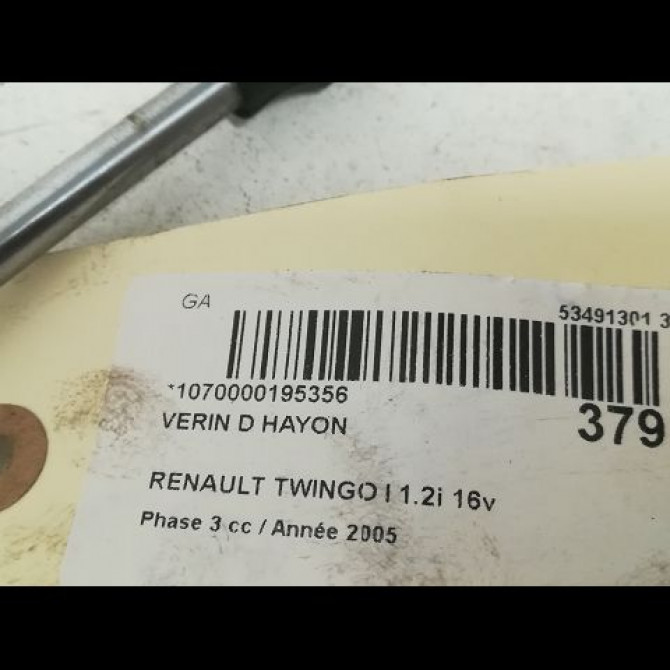 GA
53491301 3
*1070000195356
379
VERIN D HAYON
RENAULT TWINGO I 1.2i 16v
Phase 3 cc / Année 2005